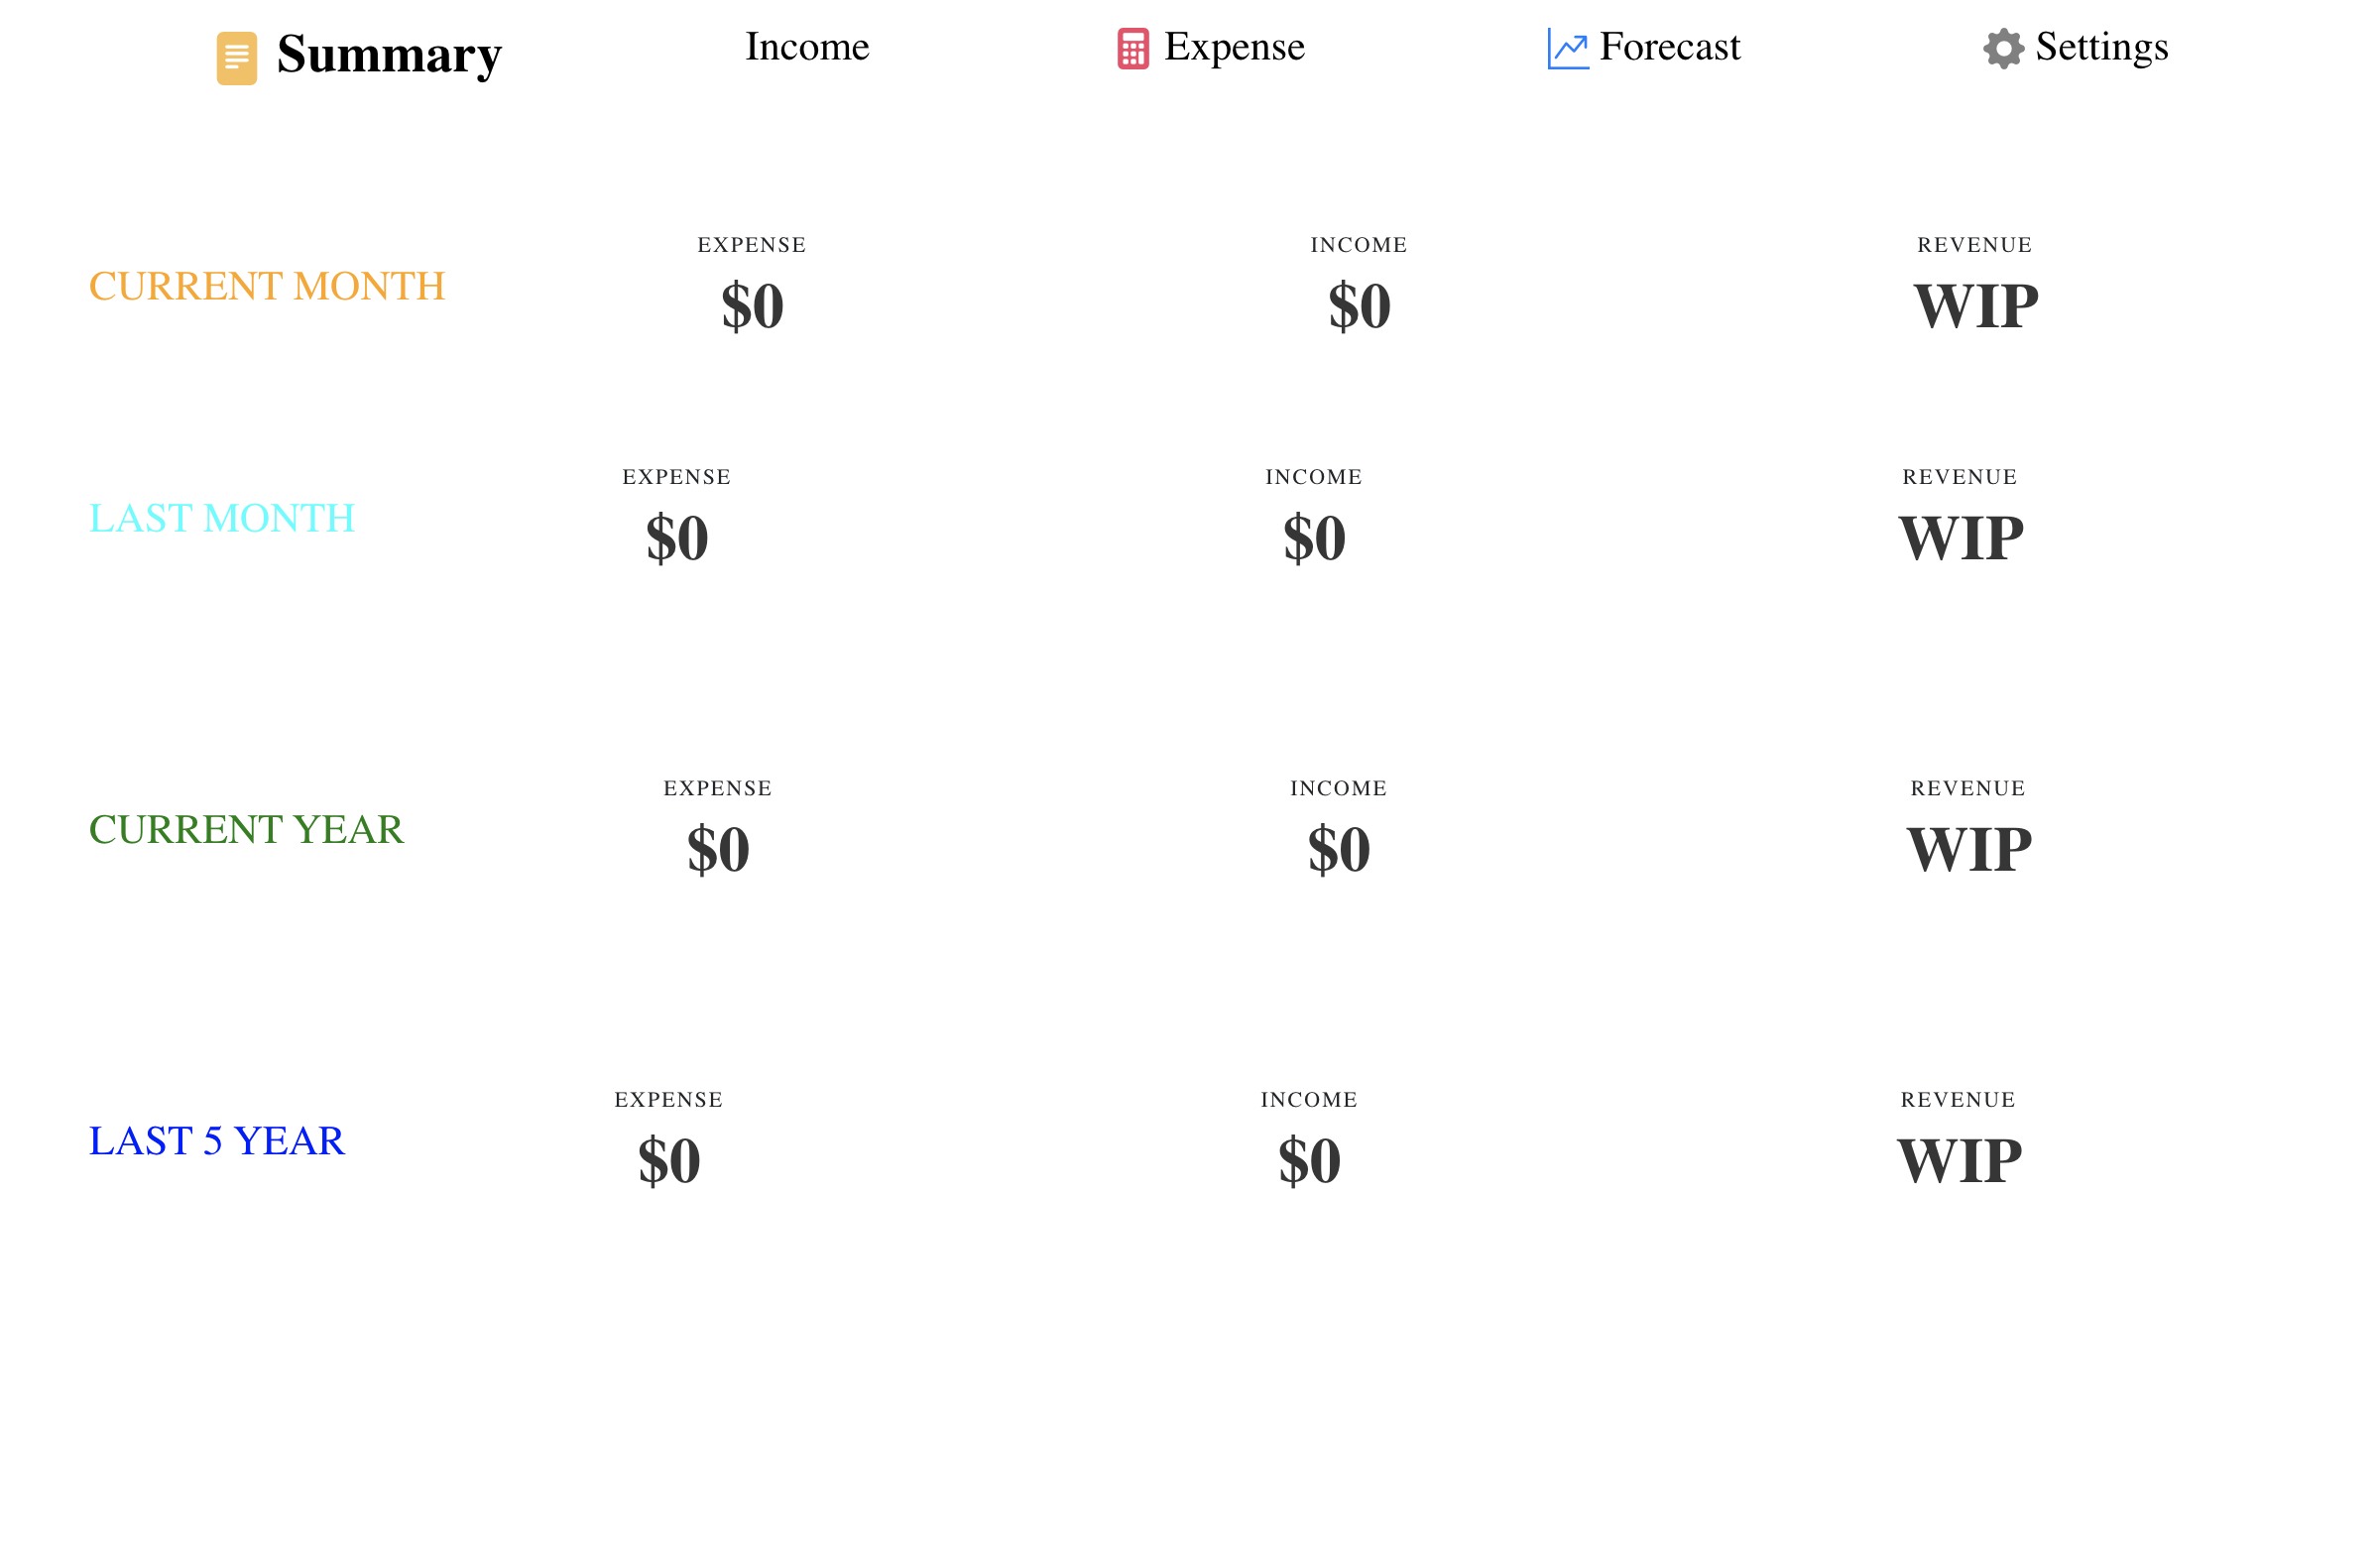 Summary Income Expense Forecast Settings
EXPENSE INCOME REVENUE
CURRENT MONTH $0 $0 WIP
EXPENSE INCOME REVENUE
LAST MONTH $0 $0 WIP
EXPENSE INCOME REVENUE
CURRENT YEAR $0 $0 WIP
EXPENSE INCOME REVENUE
LAST 5 YEAR $0 $0 WIP